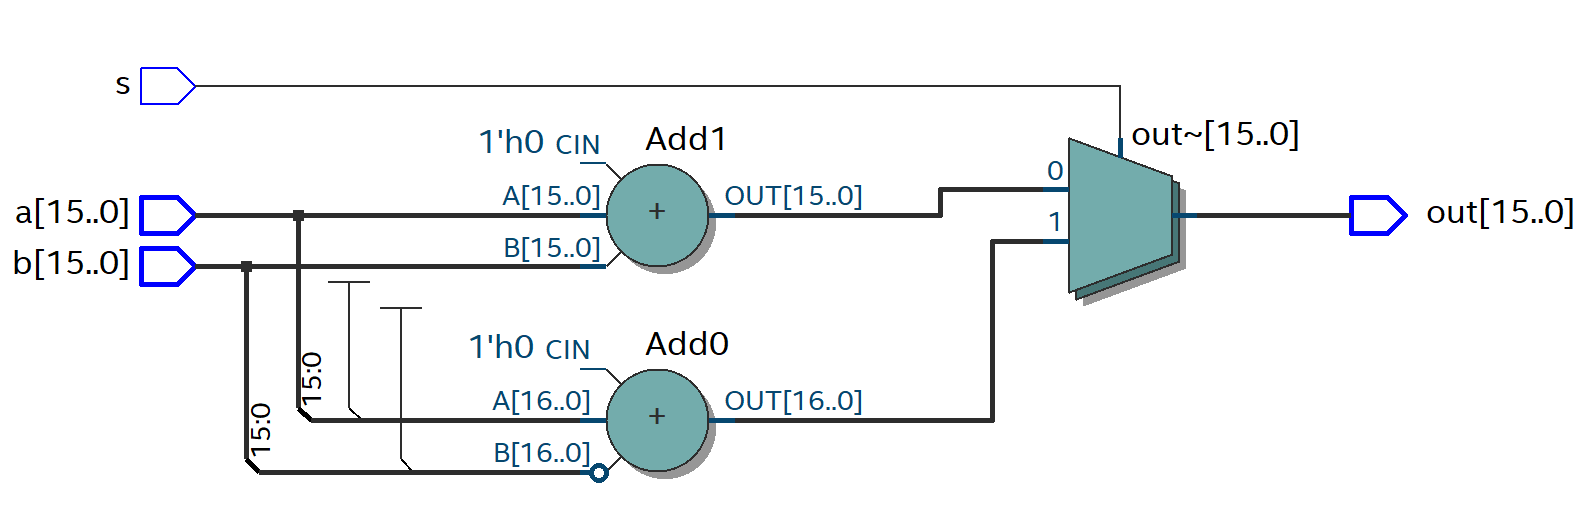 s
out~[15..0]
1'h0 CIN
Add1
0
a[15..0]
A[15..0]
+
OUT[15..0]
1
out[15..0]
b[15..0]
B[15..0]
1'h0 CIN
Add0
15:0
A[16..0]
+
OUT[16..0]
15:0
B[16..0]